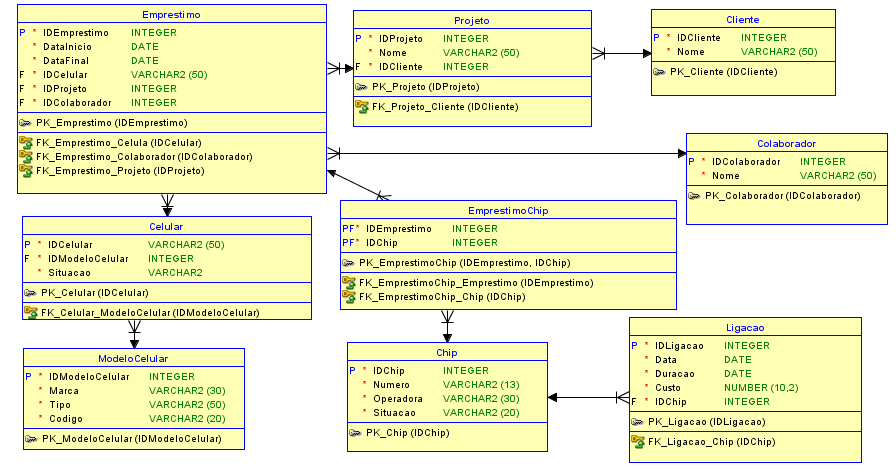 Emprestimo
P * IDEmprestimo INTEGER
* DataInicio DATE
* DataFinal DATE
F * IDCelular VARCHAR2 (50)
F * IDProjeto INTEGER
F * IDColaborador INTEGER
PK_Emprestimo (IDEmprestimo)
FK_Emprestimo_Celula (IDCelular)
FK_Emprestimo_Colaborador (IDColaborador)
FK_Emprestimo_Projeto (IDProjeto)
Projeto
P * IDProjeto INTEGER
* Nome VARCHAR2 (50)
F * IDCliente INTEGER
PK_Projeto (IDProjeto)
FK_Projeto_Cliente (IDCliente)
Cliente
P * IDCliente INTEGER
* Nome VARCHAR2 (50)
PK_Cliente (IDCliente)
Colaborador
P * IDColaborador INTEGER
* Nome VARCHAR2 (50)
PK_Colaborador (IDColaborador)
Celular
P * IDCelular VARCHAR2 (50)
F * IDModeloCelular INTEGER
* Situacao VARCHAR2
PK_Celular (IDCelular)
FK_Celular_ModeloCelular (IDModeloCelular)
EmprestimoChip
PF* IDEmprestimo INTEGER
PF* IDChip INTEGER
PK_EmprestimoChip (IDEmprestimo, IDChip)
FK_EmprestimoChip_Emprestimo (IDEmprestimo)
FK_EmprestimoChip_Chip (IDChip)
ModeloCelular
P * IDModeloCelular INTEGER
* Marca VARCHAR2 (30)
* Tipo VARCHAR2 (50)
* Codigo VARCHAR2 (20)
PK_ModeloCelular (IDModeloCelular)
Chip
P * IDChip INTEGER
* Numero VARCHAR2 (13)
* Operadora VARCHAR2 (30)
* Situacao VARCHAR2 (20)
PK_Chip (IDChip)
Ligacao
P * IDLigacao INTEGER
* Data DATE
* Duracao DATE
* Custo NUMBER (10,2)
F * IDChip INTEGER
PK_Ligacao (IDLigacao)
FK_Ligacao_Chip (IDChip)